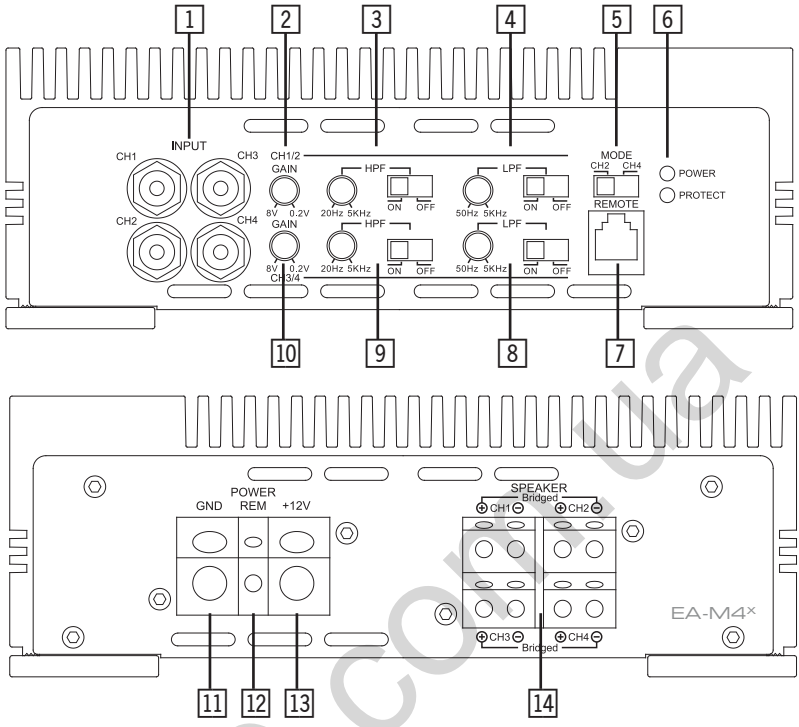 1 2 3 4 5 6
INPUT
CH1 CH3
CH2 CH4
CH1/2
GAIN
8V 0.2V
HPF
20Hz 5KHz
ON OFF
LPF
50Hz 5KHz
ON OFF
MODE
CH2 CH4
REMOTE
POWER
PROTECT
GAIN
8V 0.2V
CH3/4
HPF
20Hz 5KHz
ON OFF
LPF
50Hz 5KHz
ON OFF
10 9 8 7
POWER
GND REM +12V
SPEAKER
Bridged
+ CH1 − + CH2 −
EA-M4x
+ CH3 − + CH4 −
Bridged
11 12 13 14
com.ua